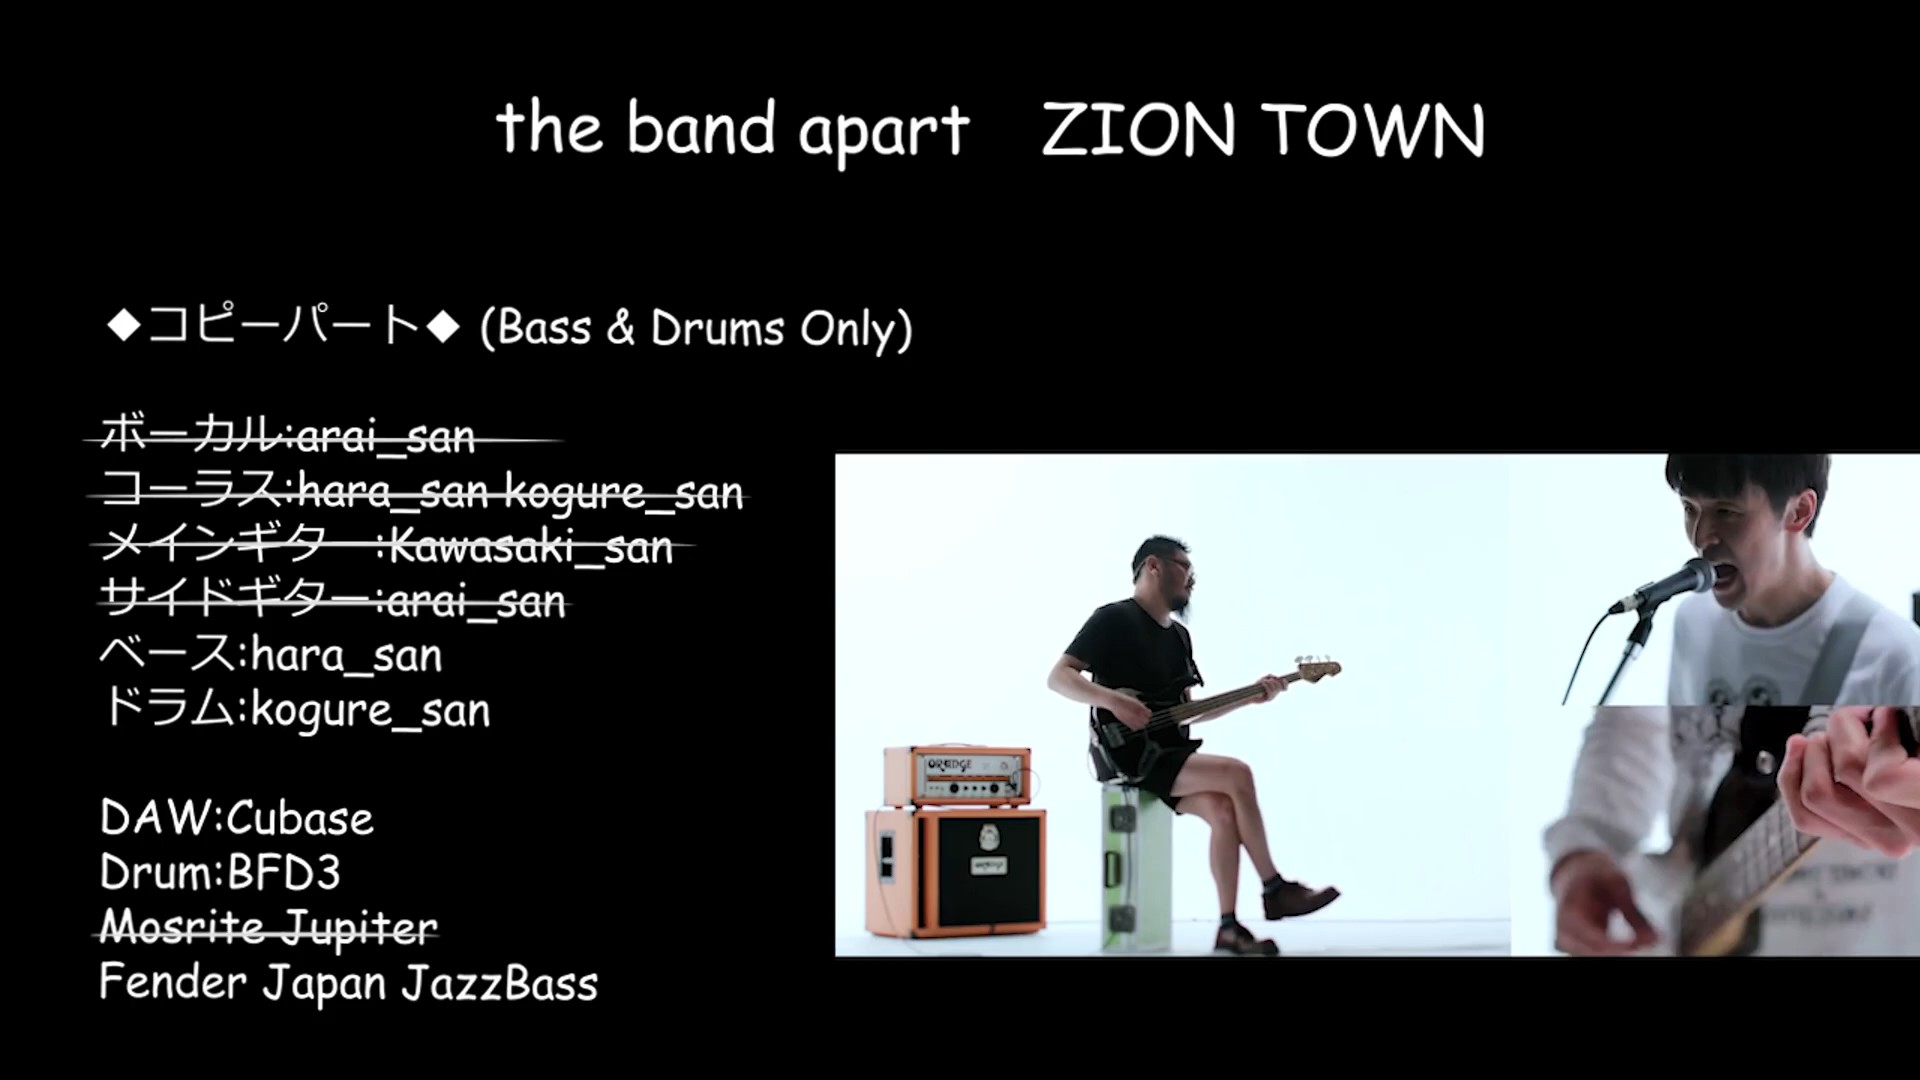 the band apart　ZION TOWN
◆コピーパート◆ (Bass & Drums Only)
ボーカル:arai_san
コーラス:hara_san kogure_san
メインギター:Kawasaki_san
サイドギター:arai_san
ベース:hara_san
ドラム:kogure_san
DAW:Cubase
Drum:BFD3
Mosrite Jupiter
Fender Japan JazzBass
ORANGE